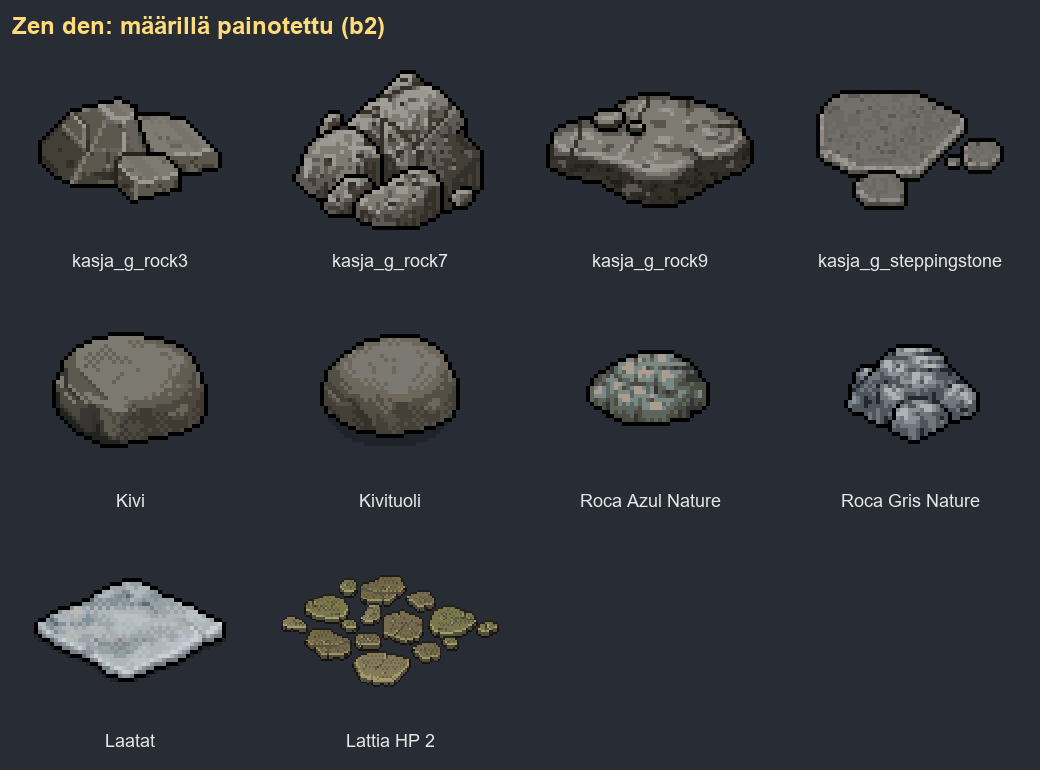 Zen den: määrillä painotettu (b2)
kasja_g_rock3
kasja_g_rock7
kasja_g_rock9
kasja_g_steppingstone
Kivi
Kivituoli
Roca Azul Nature
Roca Gris Nature
Laatat
Lattia HP 2